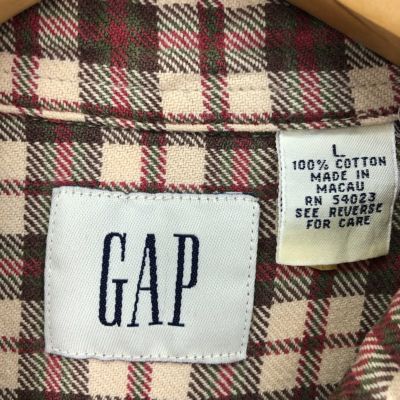 GAP
L
100% COTTON
MADE IN
MACAU
RN 54023
SEE REVERSE
FOR CARE